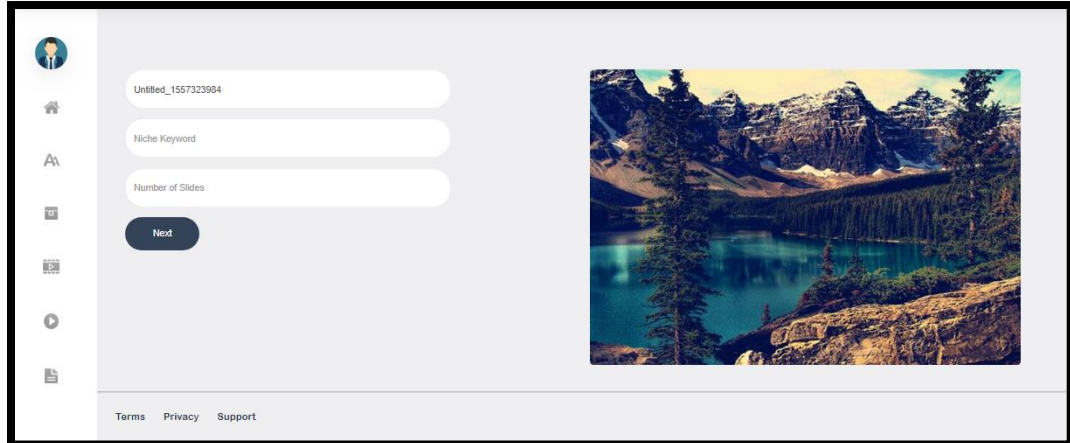 Untitled_1557323984
Niche Keyword
Number of Slides
Next
Terms Privacy Support